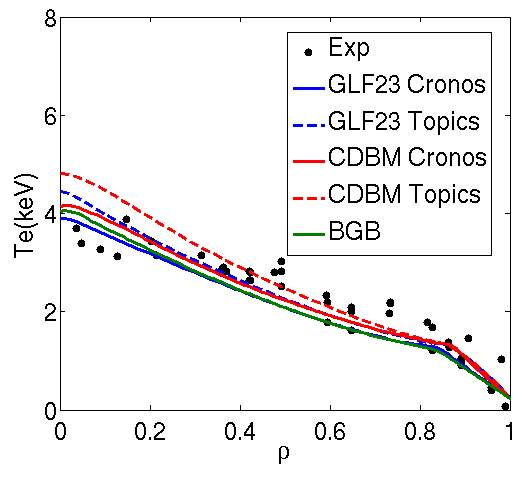 8
6
4
2
0
Te(keV)
Exp
GLF23 Cronos
GLF23 Topics
CDBM Cronos
CDBM Topics
BGB
0 0.2 0.4 0.6 0.8 1
ρ